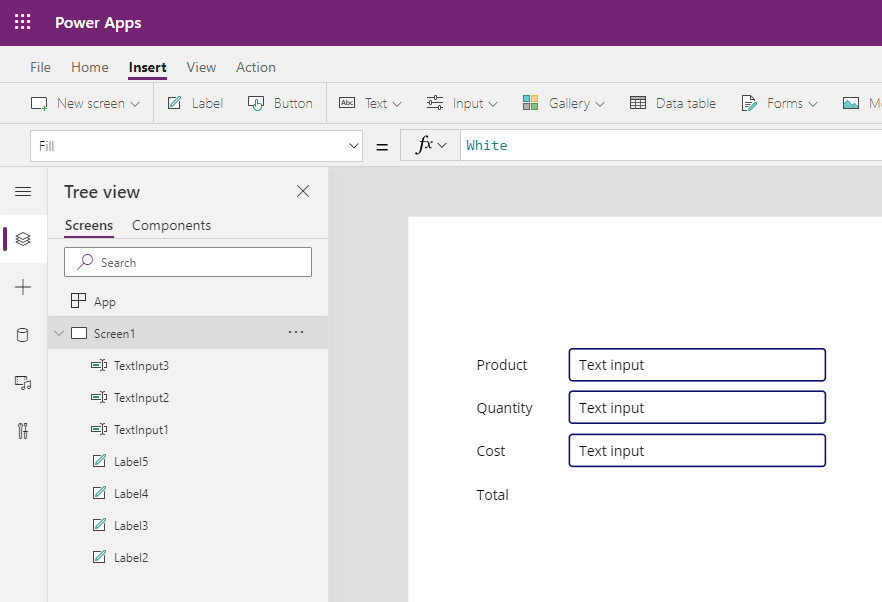 Power Apps
File Home Insert View Action
New screen Label Button Abc Text Input Gallery Data table Forms
Fill = fx White
Tree view
Screens Components
Search
App
Screen1 ...
TextInput3
TextInput2
TextInput1
Label5
Label4
Label3
Label2
Product Text input
Quantity Text input
Cost Text input
Total